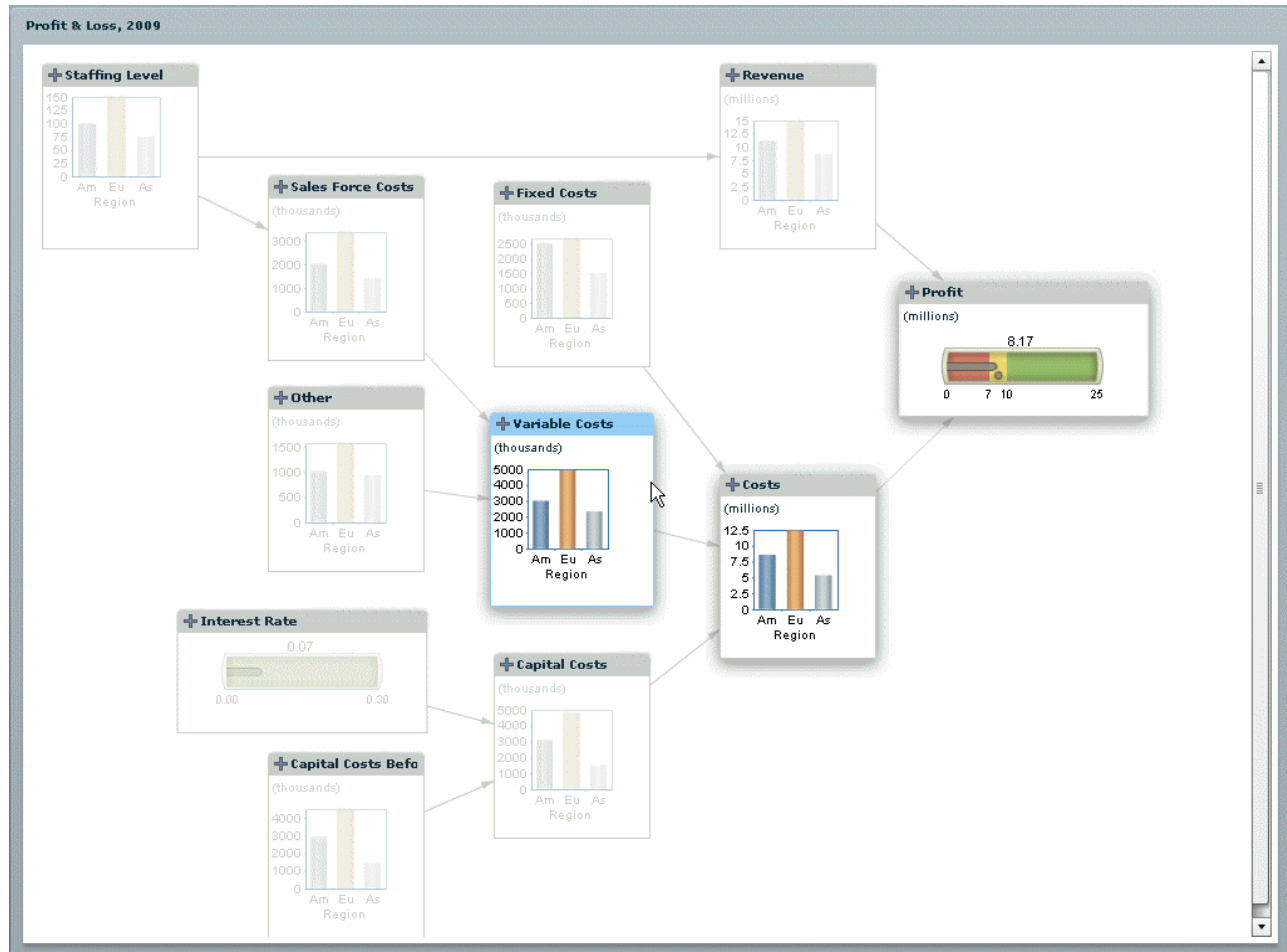 Profit & Loss, 2009
Staffing Level
150
125
100
75
50
25
0
Am Eu As
Region
Revenue
(millions)
15
12.5
10
7.5
5
2.5
0
Am Eu As
Region
Sales Force Costs
(thousands)
3000
2000
1000
0
Am Eu As
Region
Fixed Costs
(thousands)
2500
2000
1500
1000
500
0
Am Eu As
Region
Profit
(millions)
8.17
0 7 10 25
Other
(thousands)
1500
1000
500
0
Am Eu As
Region
Variable Costs
(thousands)
5000
4000
3000
2000
1000
0
Am Eu As
Region
Costs
(millions)
12.5
10
7.5
5
2.5
0
Am Eu As
Region
Interest Rate
0.07
0.00 0.30
Capital Costs
(thousands)
5000
4000
3000
2000
1000
0
Am Eu As
Region
Capital Costs Befo
(thousands)
4000
3000
2000
1000
0
Am Eu As
Region